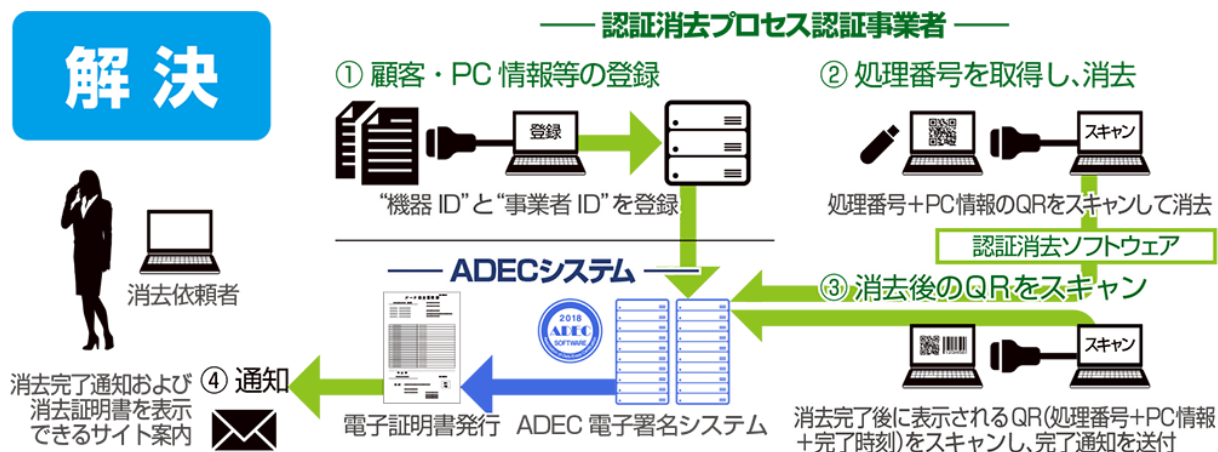 解決
認証消去プロセス認証事業者
① 顧客・PC 情報等の登録
登録
“機器 ID”と“事業者 ID”を登録
② 処理番号を取得し、消去
スキャン
処理番号+PC情報のQRをスキャンして消去
認証消去ソフトウェア
消去依頼者
ADECシステム
③ 消去後のQRをスキャン
スキャン
消去完了後に表示されるQR(処理番号+PC情報
+完了時刻)をスキャンし、完了通知を送付
2018
ADEC
SOFTWARE
ADEC 電子署名システム
電子証明書発行
④ 通知
消去完了通知および
消去証明書を表示
できるサイト案内